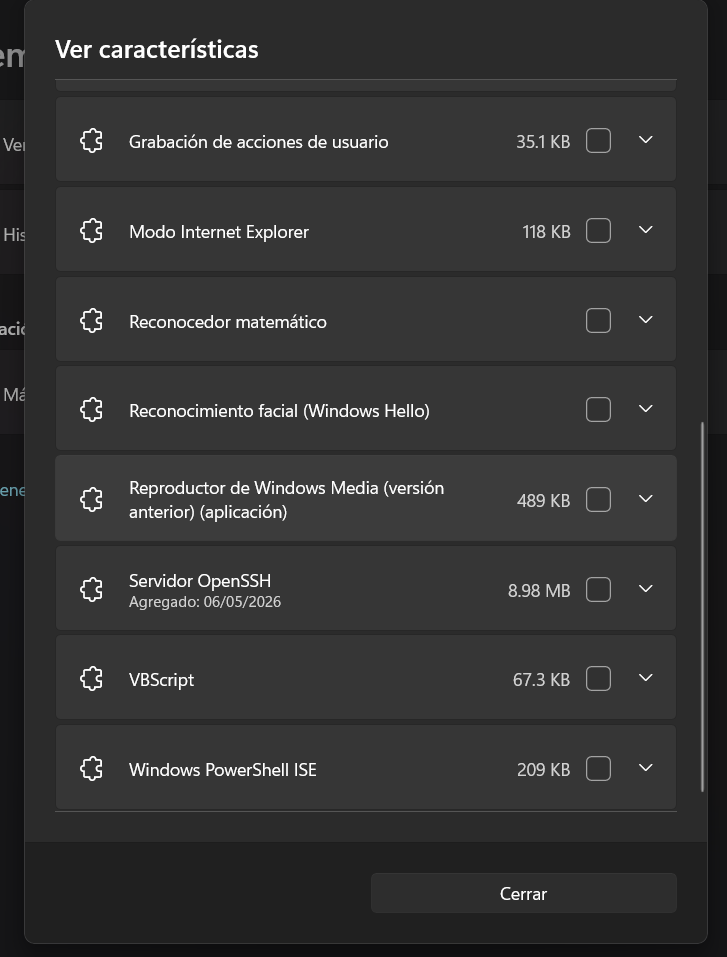 Ver características
Grabación de acciones de usuario
35.1 KB
Modo Internet Explorer
118 KB
Reconocedor matemático
Reconocimiento facial (Windows Hello)
Reproductor de Windows Media (versión
anterior) (aplicación)
489 KB
Servidor OpenSSH
Agregado: 06/05/2026
8.98 MB
VBScript
67.3 KB
Windows PowerShell ISE
209 KB
Cerrar